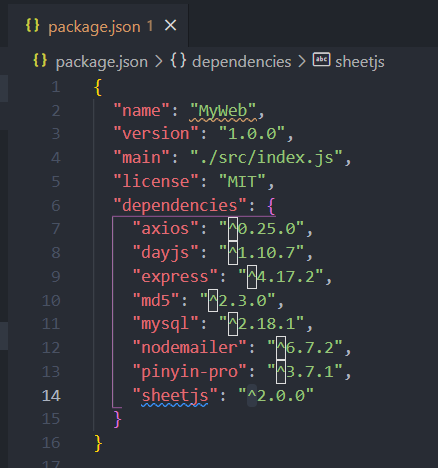 {} package.json 1 ×
{} package.json > {} dependencies > abc sheetjs
1 {
2 "name": "MyWeb",
3 "version": "1.0.0",
4 "main": "./src/index.js",
5 "license": "MIT",
6 "dependencies": {
7 "axios": "^0.25.0",
8 "dayjs": "^1.10.7",
9 "express": "^4.17.2",
10 "md5": "^2.3.0",
11 "mysql": "^2.18.1",
12 "nodemailer": "^6.7.2",
13 "pinyin-pro": "^3.7.1",
14 "sheetjs": "^2.0.0"
15 }
16 }